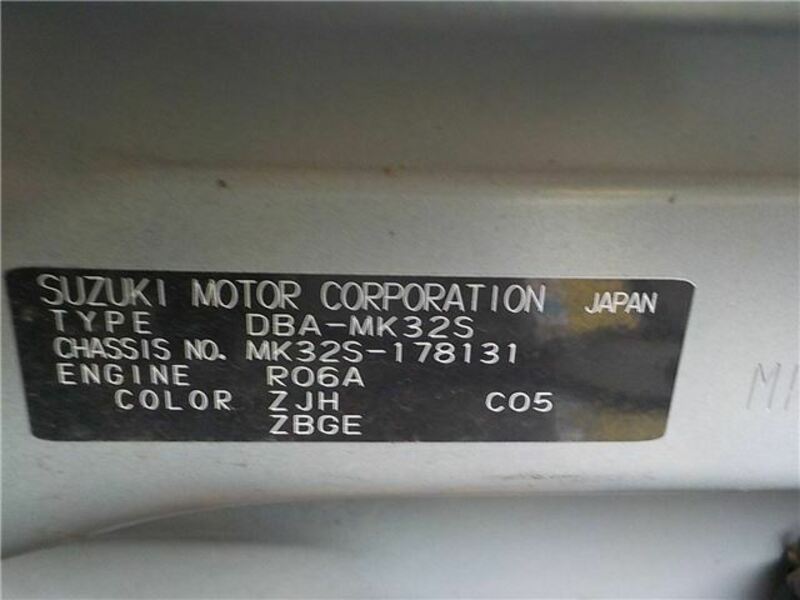 SUZUKI MOTOR CORPORATION JAPAN
TYPE DBA-MK32S
CHASSIS NO. MK32S-178131
ENGINE R06A
COLOR ZJH C05
ZBGE